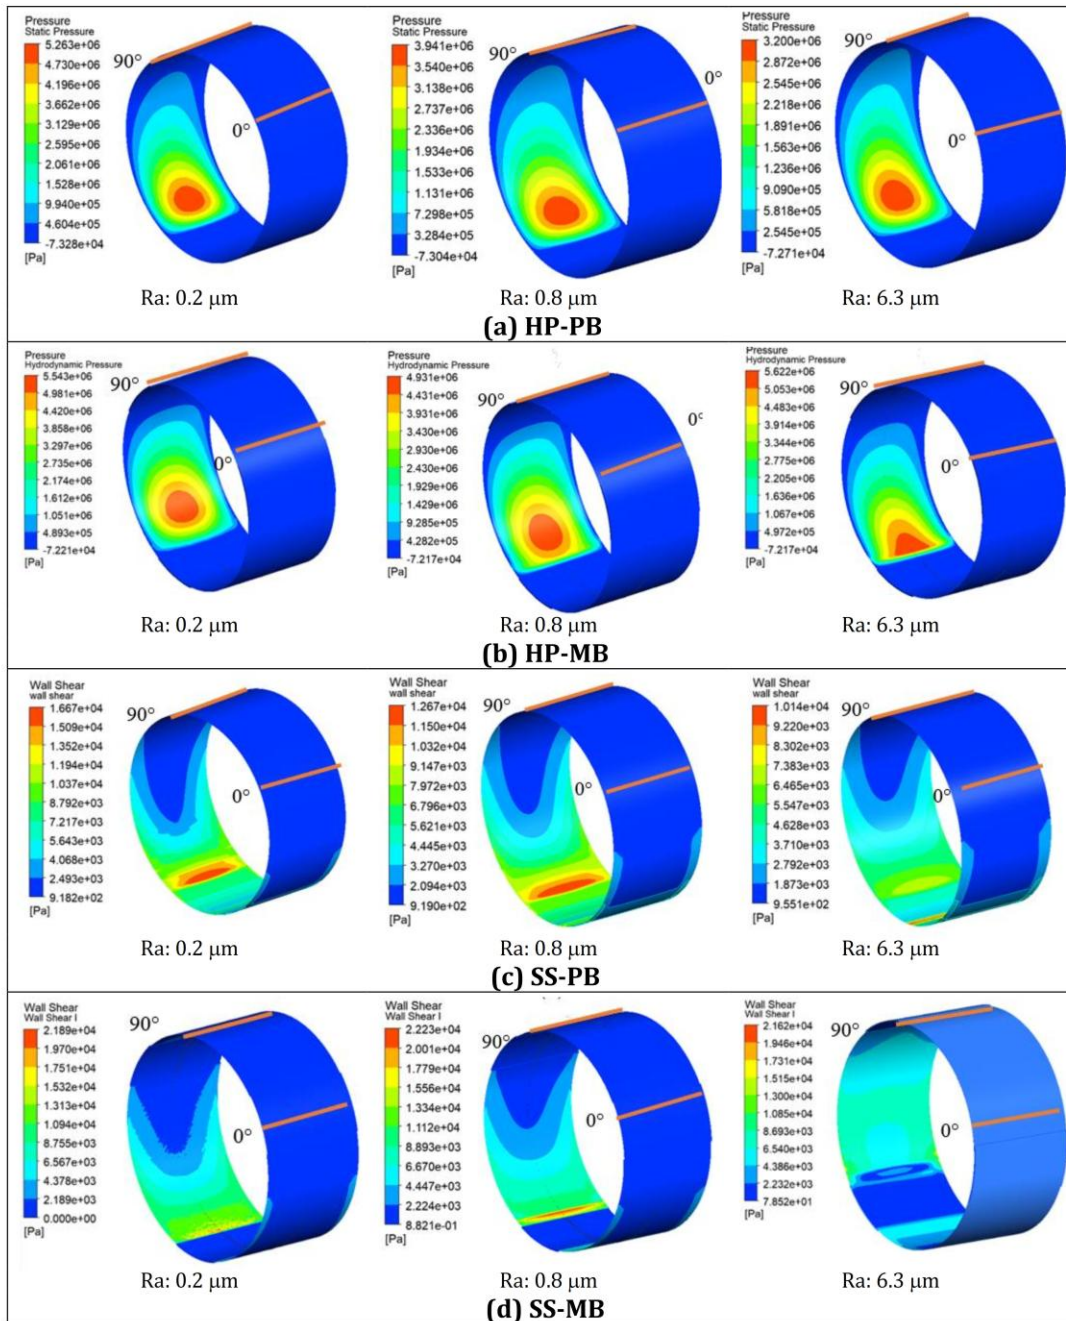 Pressure
Static Pressure
5.263e+06
4.730e+06
4.196e+06
3.662e+06
3.129e+06
2.595e+06
2.061e+06
1.528e+06
9.940e+05
4.604e+05
-7.328e+04
[Pa]
90°
0°
Ra: 0.2 μm
Pressure
Static Pressure
3.941e+06
3.540e+06
3.138e+06
2.737e+06
2.336e+06
1.934e+06
1.533e+06
1.131e+06
7.298e+05
3.284e+05
-7.304e+04
[Pa]
90°
0°
0°
Ra: 0.8 μm
Pressure
Static Pressure
3.200e+06
2.872e+06
2.545e+06
2.218e+06
1.891e+06
1.563e+06
1.236e+06
9.090e+05
5.818e+05
2.545e+05
-7.271e+04
[Pa]
90°
0°
Ra: 6.3 μm
(a) HP-PB
Pressure
Hydrodynamic Pressure
5.543e+06
4.981e+06
4.420e+06
3.858e+06
3.297e+06
2.735e+06
2.174e+06
1.612e+06
1.051e+06
4.893e+05
-7.221e+04
[Pa]
90°
0°
Ra: 0.2 μm
Pressure
Hydrodynamic Pressure
4.931e+06
4.431e+06
3.931e+06
3.430e+06
2.930e+06
2.430e+06
1.929e+06
1.429e+06
9.285e+05
4.282e+05
-7.217e+04
[Pa]
90°
0°
0°
Ra: 0.8 μm
Pressure
Hydrodynamic Pressure
5.622e+06
5.053e+06
4.483e+06
3.914e+06
3.344e+06
2.775e+06
2.205e+06
1.636e+06
1.067e+06
4.972e+05
-7.217e+04
[Pa]
90°
0°
Ra: 6.3 μm
(b) HP-MB
Wall Shear
wall shear
1.667e+04
1.509e+04
1.352e+04
1.194e+04
1.037e+04
8.792e+03
7.217e+03
5.643e+03
4.068e+03
2.493e+03
9.182e+02
[Pa]
90°
0°
Ra: 0.2 μm
Wall Shear
wall shear
1.267e+04
1.150e+04
1.032e+04
9.147e+03
7.972e+03
6.796e+03
5.621e+03
4.445e+03
3.270e+03
2.094e+03
9.190e+02
[Pa]
90°
0°
Ra: 0.8 μm
Wall Shear
wall shear
1.014e+04
9.220e+03
8.302e+03
7.383e+03
6.465e+03
5.547e+03
4.628e+03
3.710e+03
2.792e+03
1.873e+03
9.551e+02
[Pa]
90°
0°
Ra: 6.3 μm
(c) SS-PB
Wall Shear
Wall Shear I
2.189e+04
1.970e+04
1.751e+04
1.532e+04
1.313e+04
1.094e+04
8.755e+03
6.567e+03
4.378e+03
2.189e+03
0.000e+00
[Pa]
90°
0°
Ra: 0.2 μm
Wall Shear
Wall Shear I
2.223e+04
2.001e+04
1.779e+04
1.556e+04
1.334e+04
1.112e+04
8.893e+03
6.670e+03
4.447e+03
2.224e+03
8.821e-01
[Pa]
90°
0°
Ra: 0.8 μm
Wall Shear
Wall Shear I
2.162e+04
1.946e+04
1.731e+04
1.515e+04
1.300e+04
1.085e+04
8.693e+03
6.540e+03
4.386e+03
2.232e+03
7.852e+01
[Pa]
90°
0°
Ra: 6.3 μm
(d) SS-MB